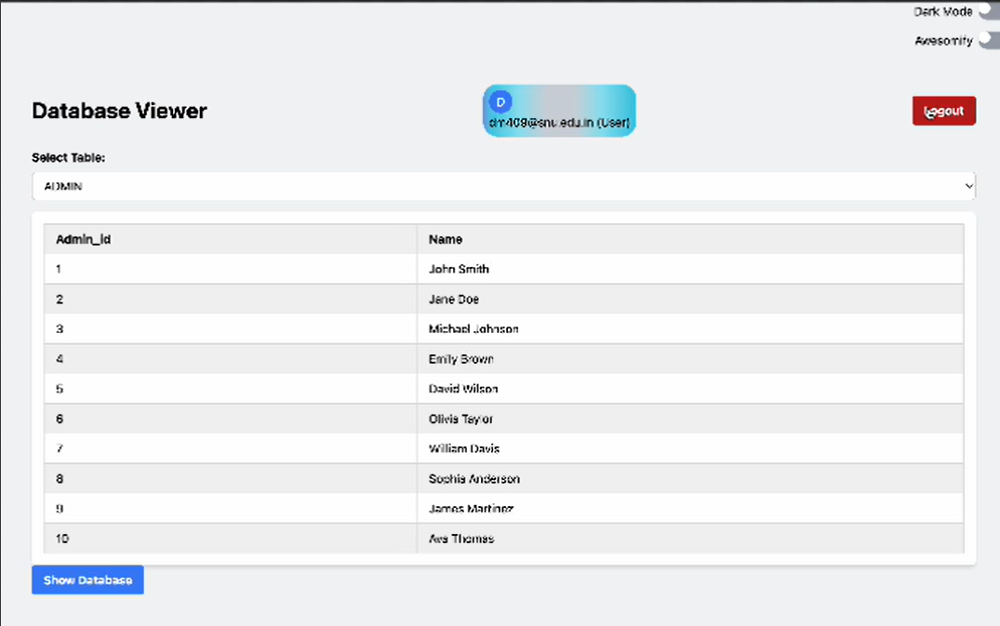 Dark Mode
Awesomify
Database Viewer
D
dm409@snu.edu.in (User)
Logout
Select Table:
ADMIN
Admin_id Name
1 John Smith
2 Jane Doe
3 Michael Johnson
4 Emily Brown
5 David Wilson
6 Olivia Taylor
7 William Davis
8 Sophia Anderson
9 James Martinez
10 Ava Thomas
Show Database